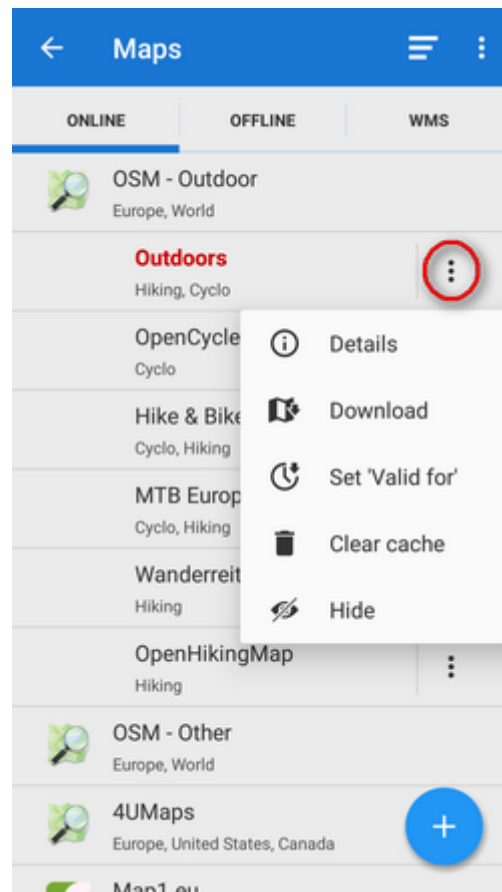 Maps
ONLINE OFFLINE WMS
OSM - Outdoor
Europe, World
Outdoors
Hiking, Cyclo
OpenCycle
Cyclo
Hike & Bike
Cyclo, Hiking
MTB Europ
Cyclo, Hiking
Wanderreit
Hiking
OpenHikingMap
Hiking
Details
Download
Set 'Valid for'
Clear cache
Hide
OSM - Other
Europe, World
4UMaps
Europe, United States, Canada
Map1.eu